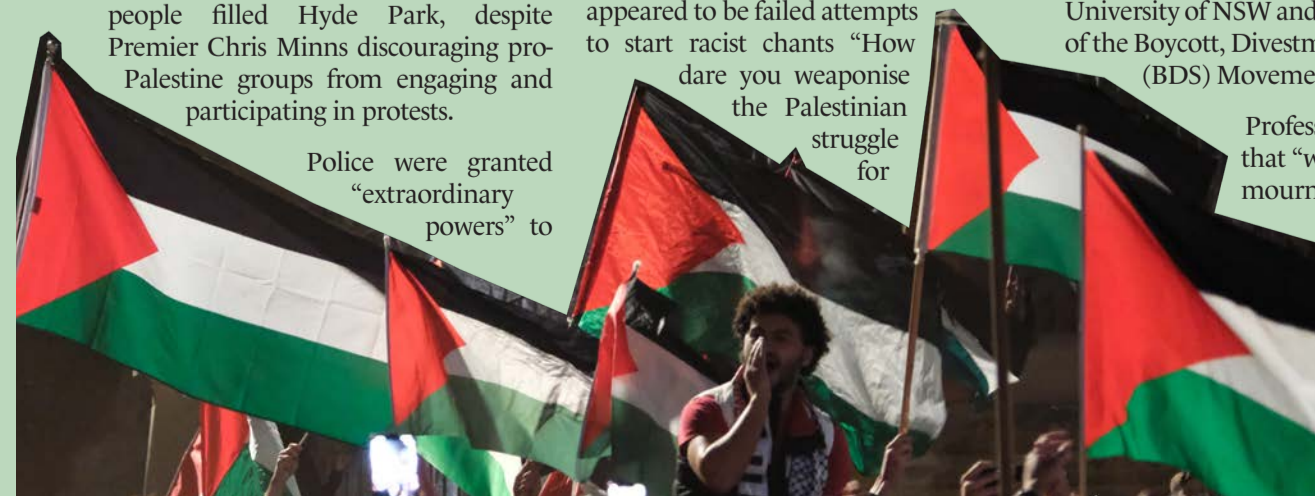 people filled Hyde Park, despite
Premier Chris Minns discouraging pro-
Palestine groups from engaging and
participating in protests.
Police were granted
“extraordinary
powers” to
appeared to be failed attempts
to start racist chants “How
dare you weaponise
the Palestinian
struggle
for
University of NSW and
of the Boycott, Divestm
(BDS) Moveme
Profes
that “w
mourn